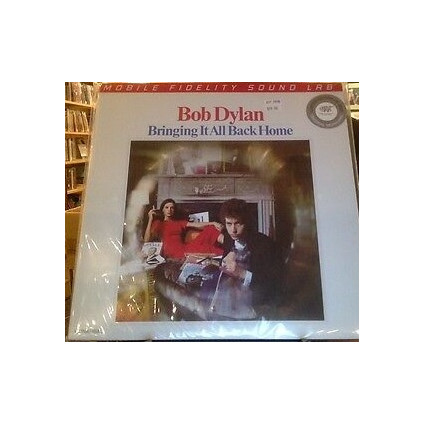 MOBILE FIDELITY SOUND LAB
Bob Dylan
Bringing It All Back Home